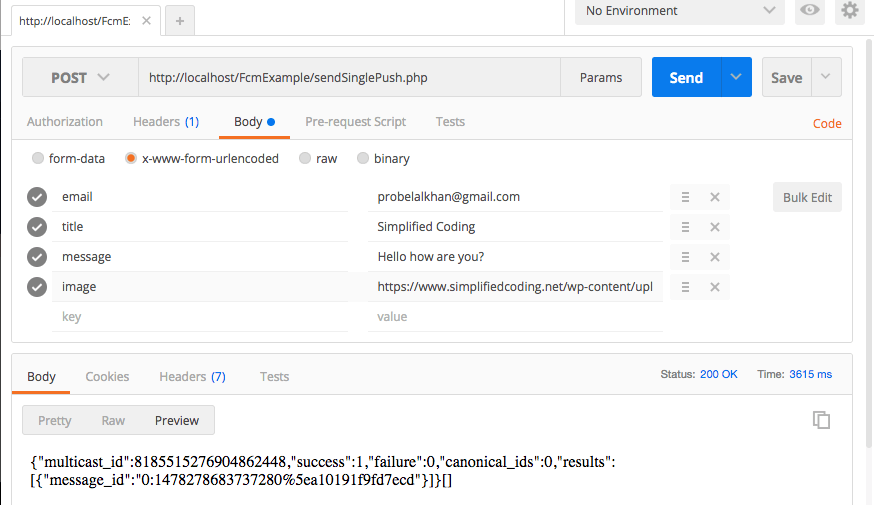 http://localhost/FcmE: × +
No Environment
POST http://localhost/FcmExample/sendSinglePush.php Params Send Save
Authorization Headers (1) Body Pre-request Script Tests Code
form-data x-www-form-urlencoded raw binary
email probelalkhan@gmail.com Bulk Edit
title Simplified Coding
message Hello how are you?
image https://www.simplifiedcoding.net/wp-content/upl
key value
Body Cookies Headers (7) Tests Status: 200 OK Time: 3615 ms
Pretty Raw Preview
{"multicast_id":8185515276904862448,"success":1,"failure":0,"canonical_ids":0,"results":
[{"message_id":"0:1478278683737280%5ea10191f9fd7ecd"}]}[]